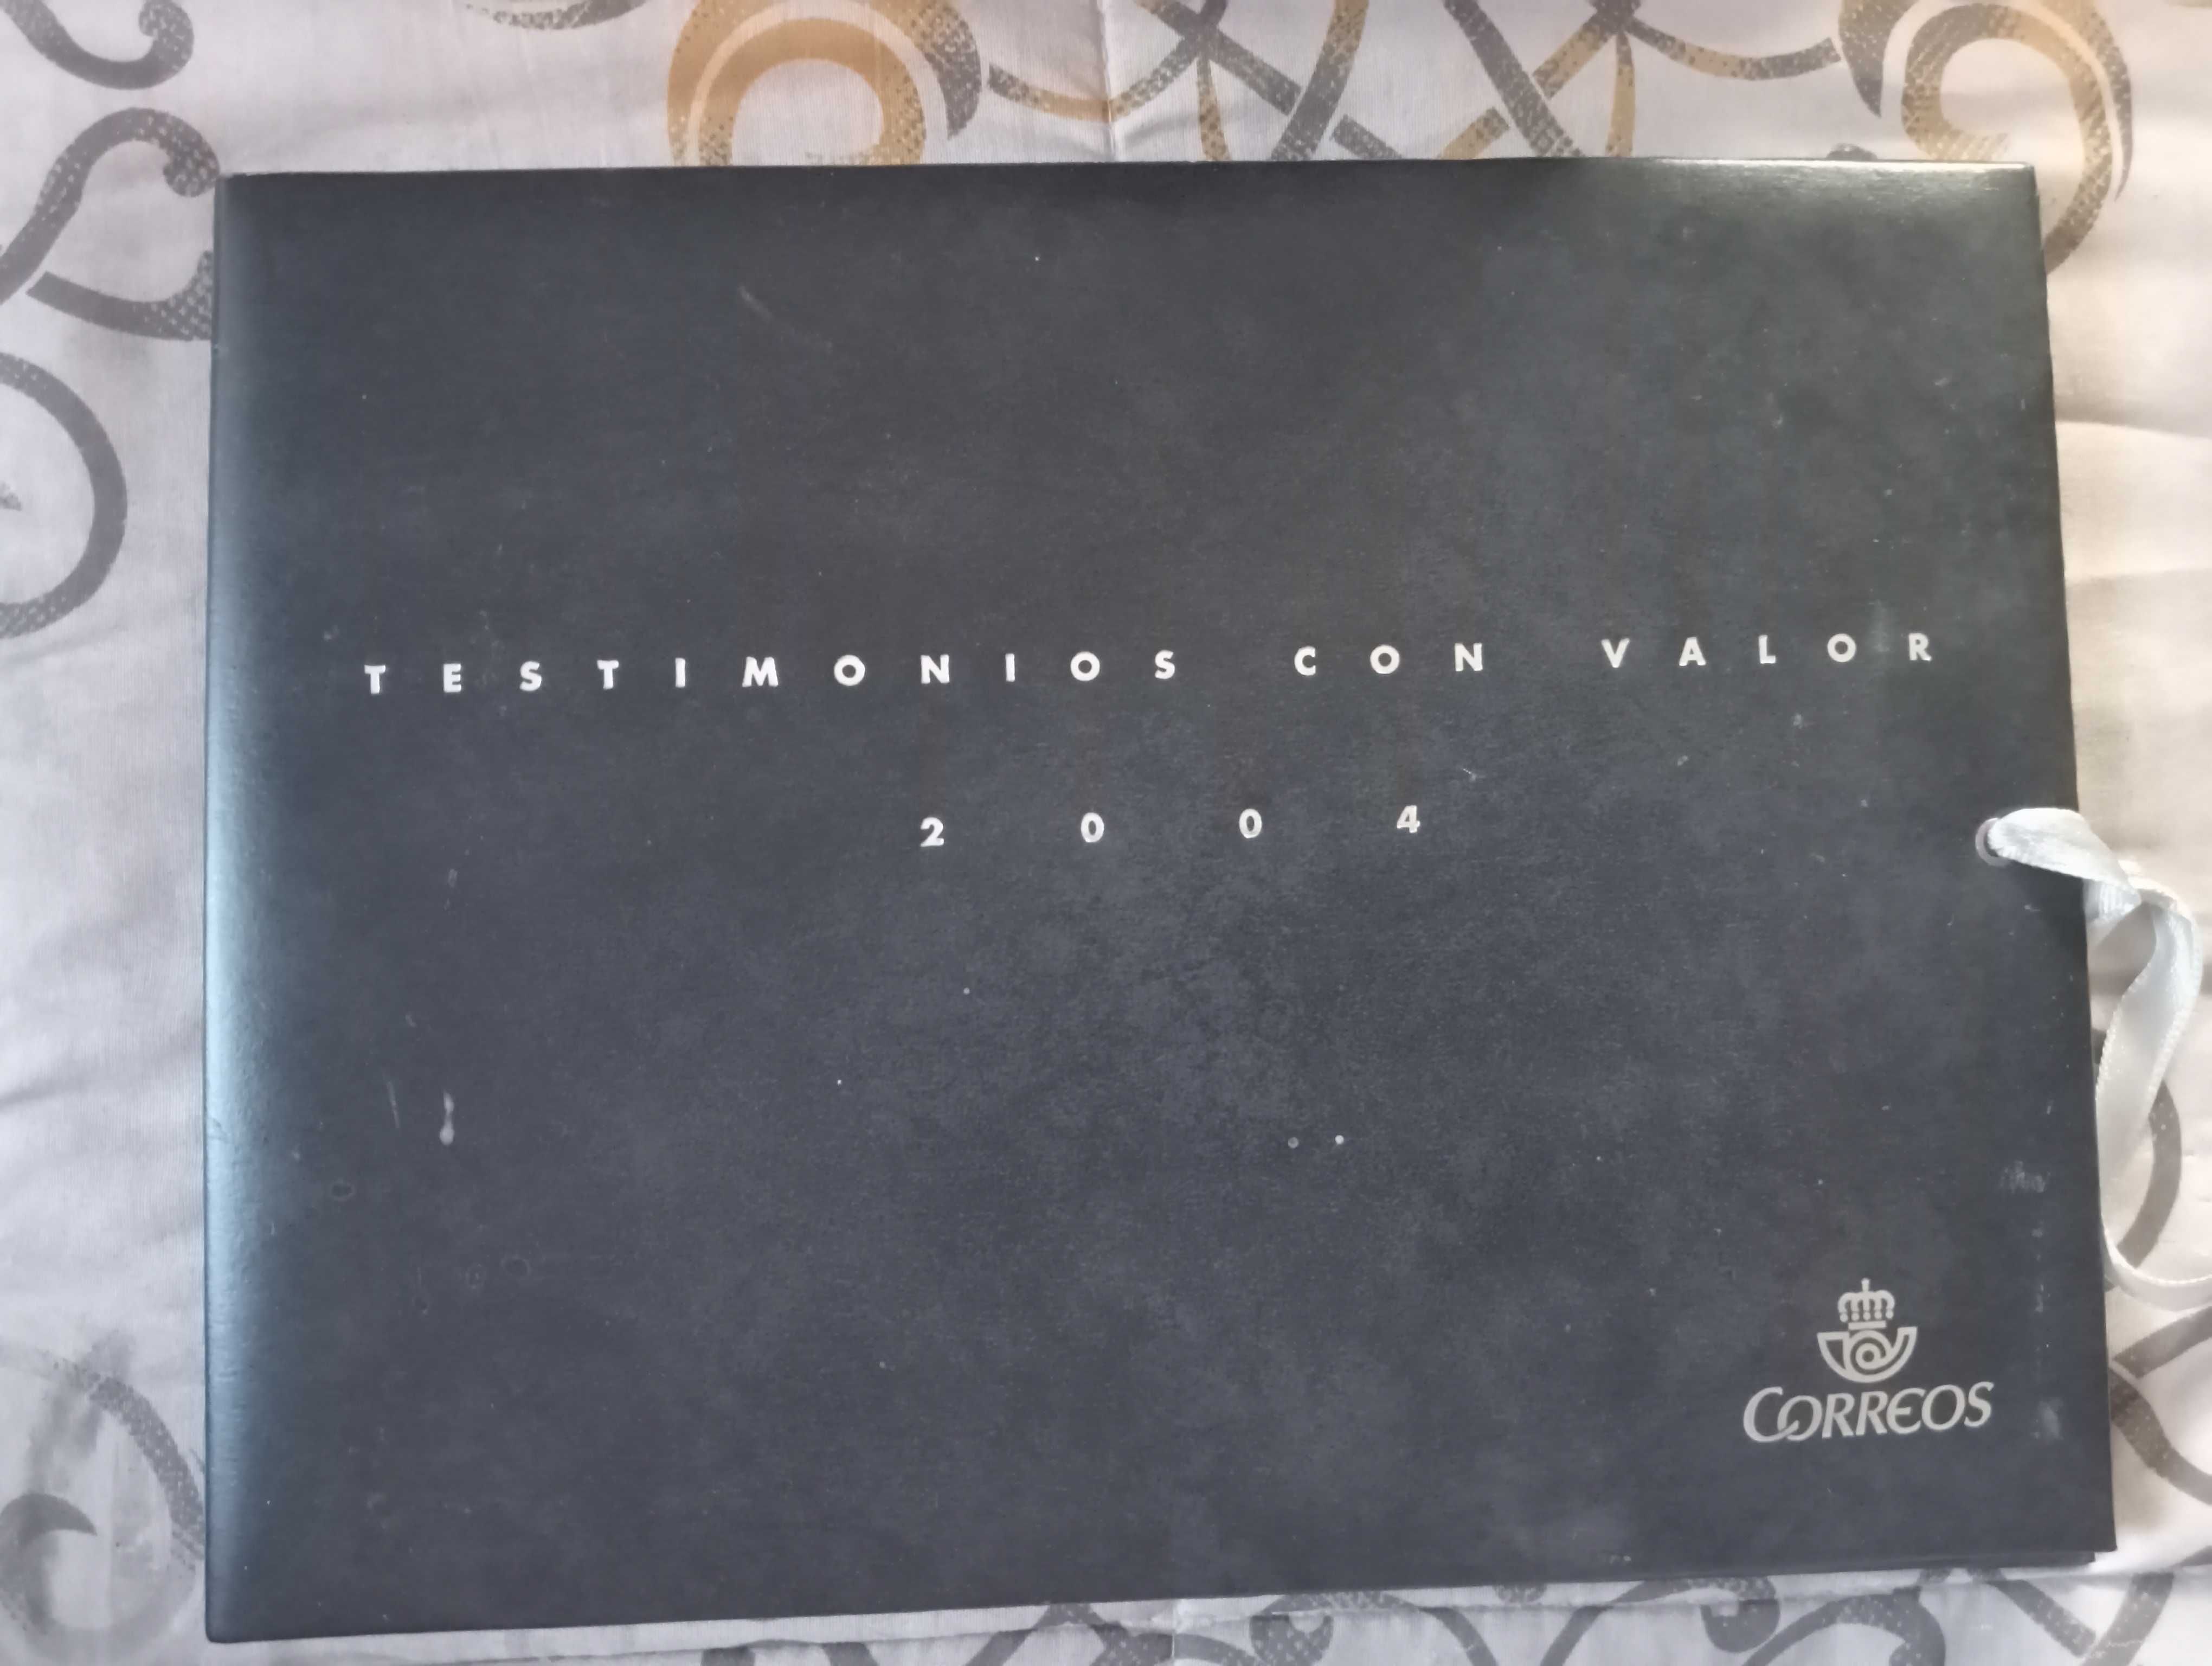 TESTIMONIOS CON VALOR
2004
CORREOS